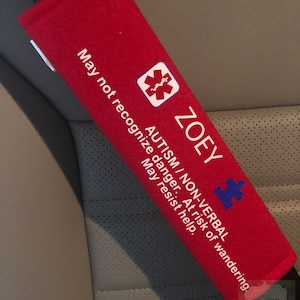 ZOEY
AUTISM / NON-VERBAL
May not recognize danger. At risk of wandering.
May resist help.